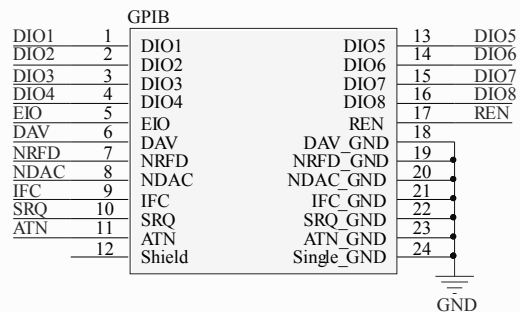 GPIB
DIO1 1 DIO1 DIO5 13 DIO5
DIO2 2 DIO2 DIO6 14 DIO6
DIO3 3 DIO3 DIO7 15 DIO7
DIO4 4 DIO4 DIO8 16 DIO8
EIO 5 EIO REN 17 REN
DAV 6 DAV DAV_GND 18
NRFD 7 NRFD NRFD_GND 19
NDAC 8 NDAC NDAC_GND 20
IFC 9 IFC IFC_GND 21
SRQ 10 SRQ SRQ_GND 22
ATN 11 ATN ATN_GND 23
12 Shield Single_GND 24
GND